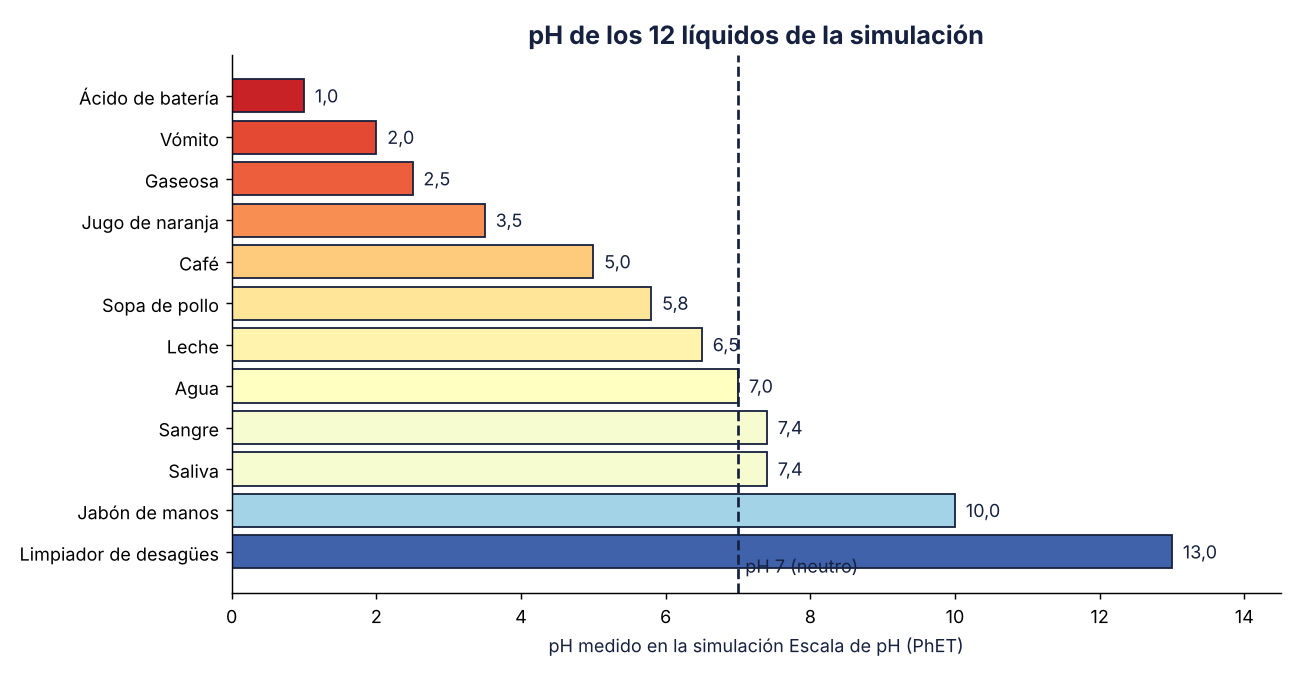 pH de los 12 líquidos de la simulación
Ácido de batería 1,0
Vómito 2,0
Gaseosa 2,5
Jugo de naranja 3,5
Café 5,0
Sopa de pollo 5,8
Leche 6,5
Agua 7,0
Sangre 7,4
Saliva 7,4
Jabón de manos 10,0
Limpiador de desagües 13,0
pH 7 (neutro)
0 2 4 6 8 10 12 14
pH medido en la simulación Escala de pH (PhET)